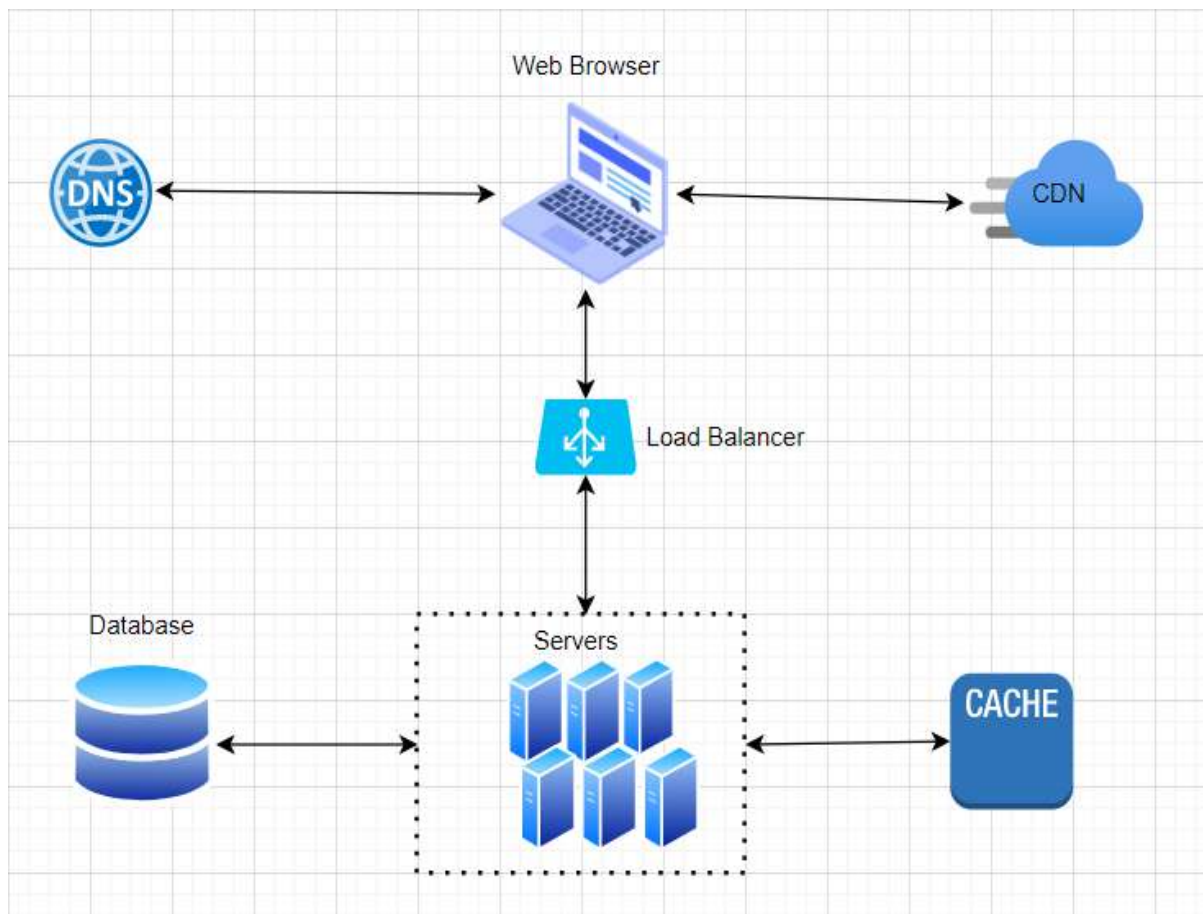 Web Browser
DNS
CDN
Load Balancer
Database
Servers
CACHE